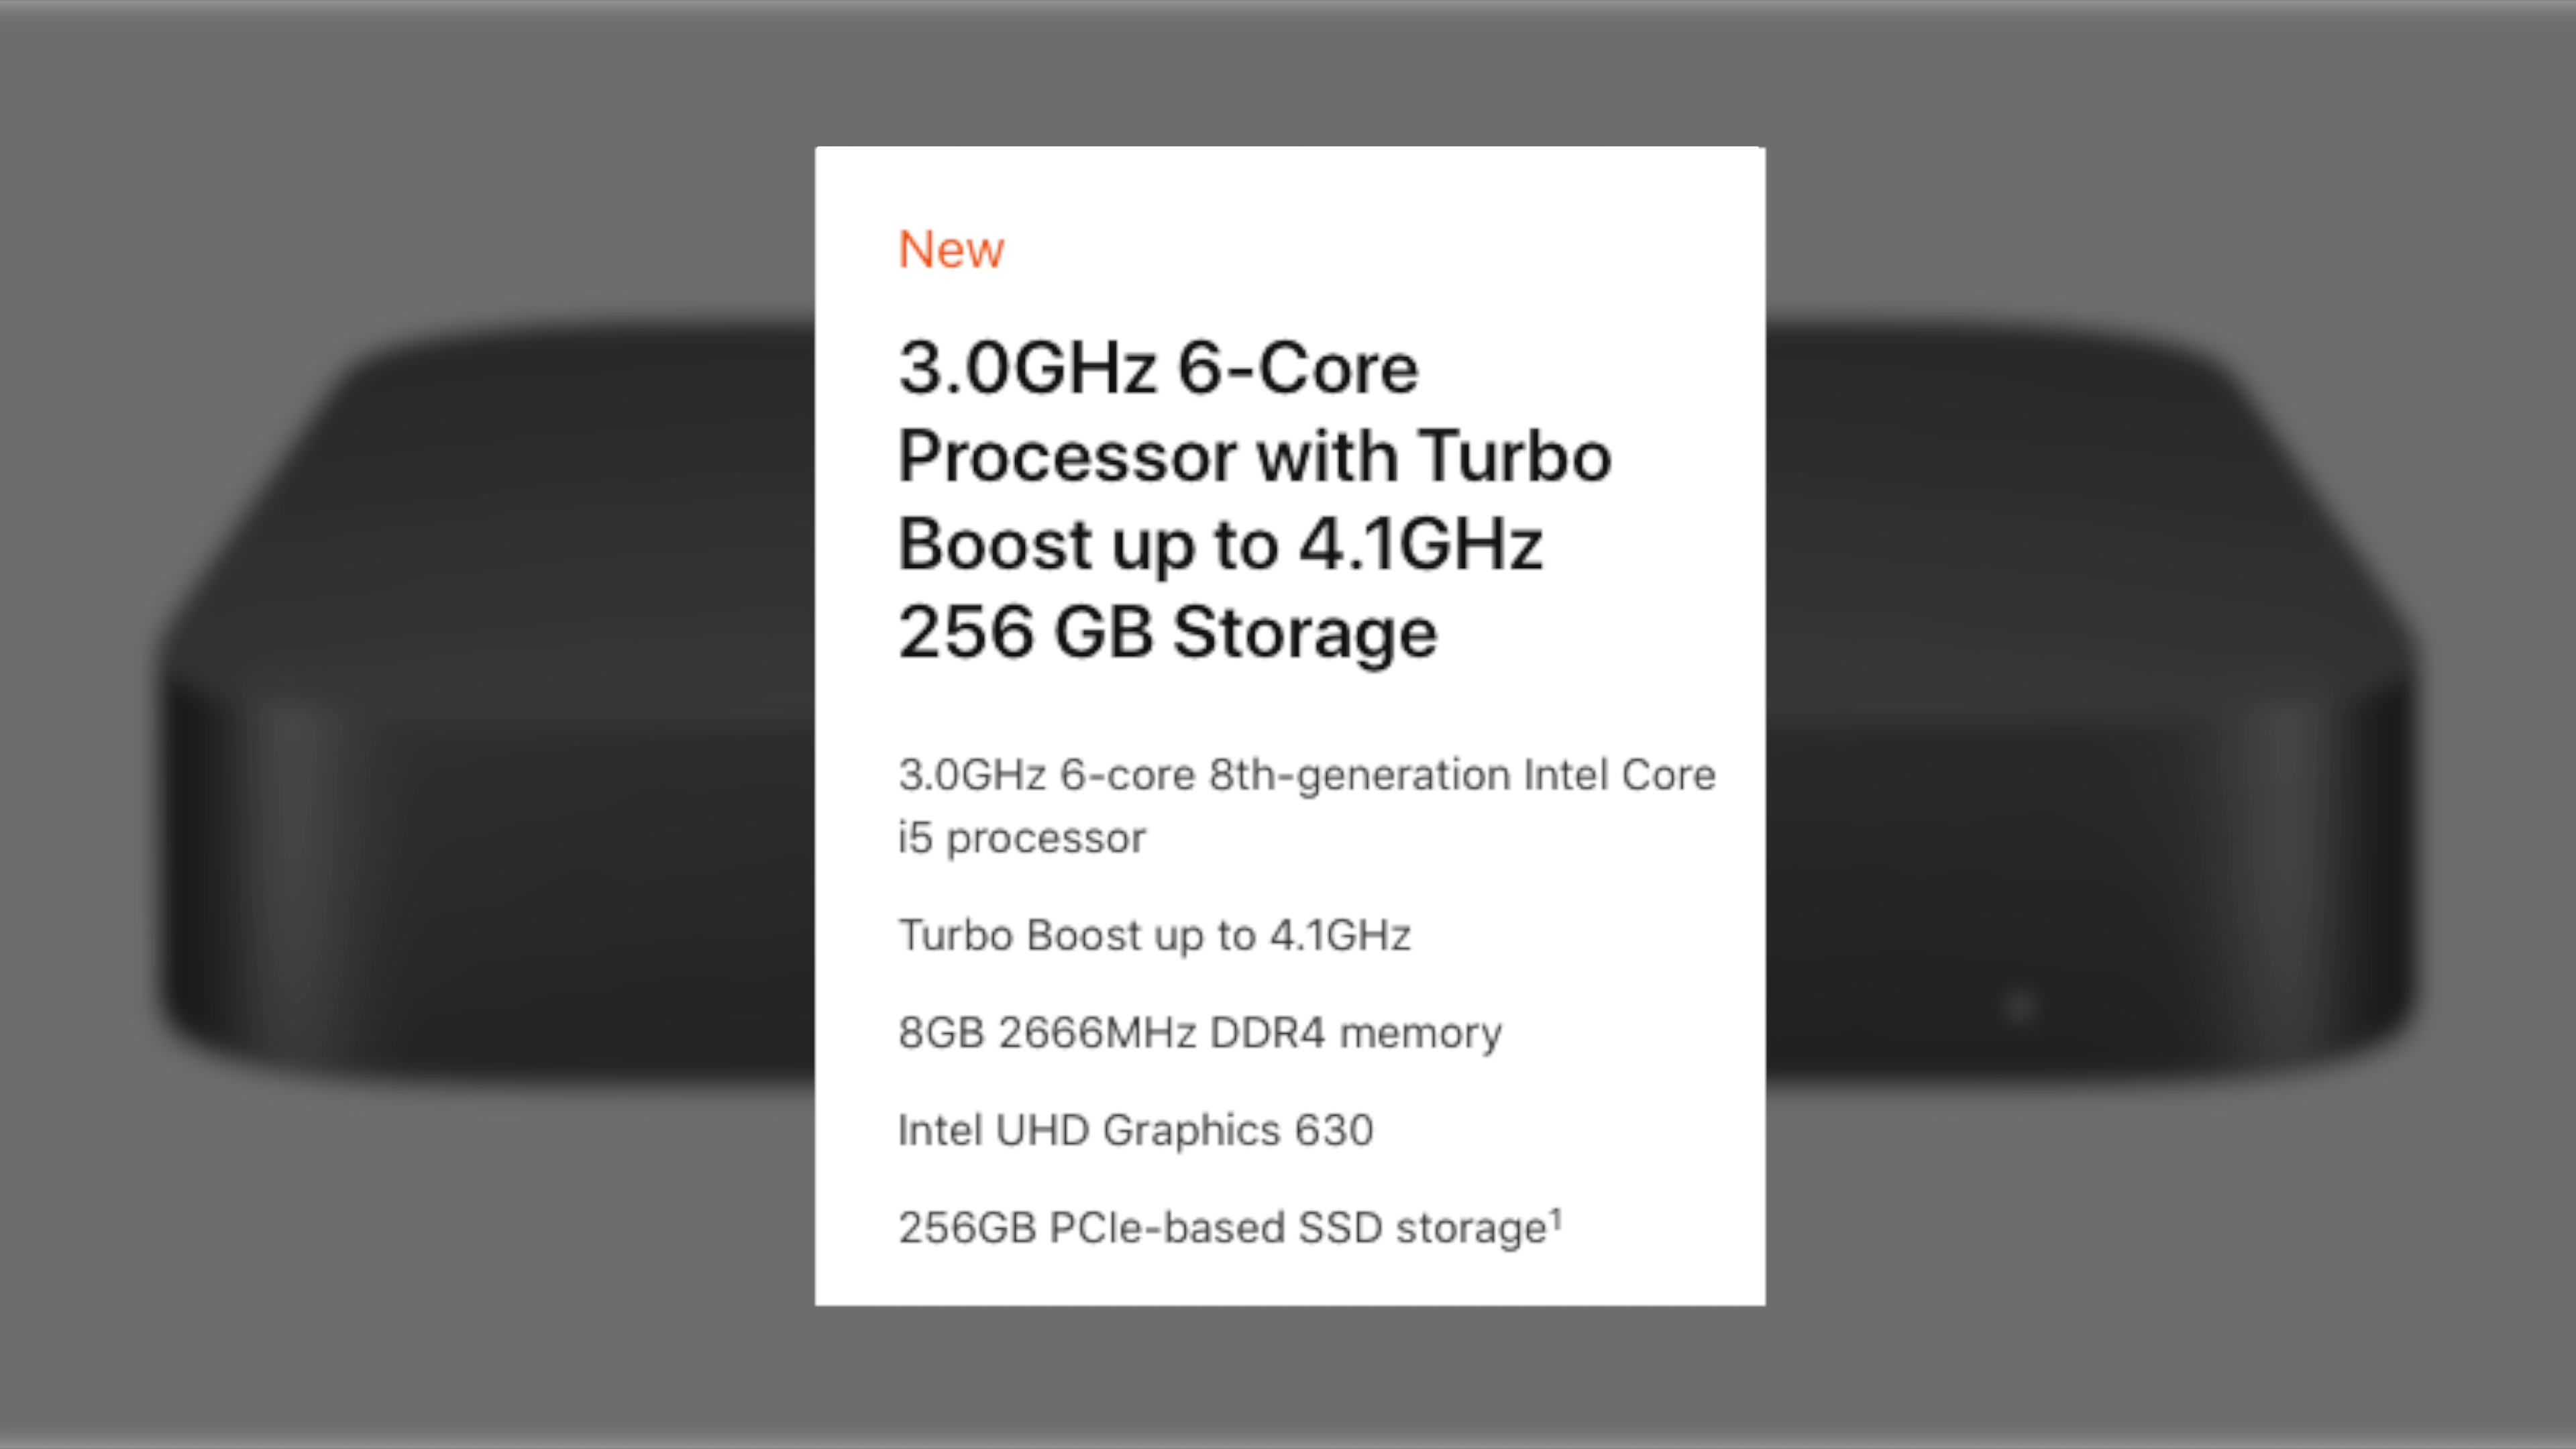 New
3.0GHz 6-Core
Processor with Turbo
Boost up to 4.1GHz
256 GB Storage
3.0GHz 6-core 8th-generation Intel Core
i5 processor
Turbo Boost up to 4.1GHz
8GB 2666MHz DDR4 memory
Intel UHD Graphics 630
256GB PCIe-based SSD storage¹